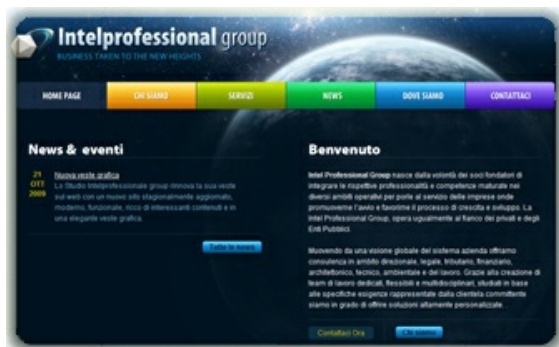 Intelprofessional group
BUSINESS TAKEN TO THE NEW HEIGHTS
HOME PAGE
CHI SIAMO
SERVIZI
NEWS
DOVE SIAMO
CONTATTACI
News & eventi
21
OTT
2009
Nuova veste grafica
Lo Studio Intelprofessionale group rinnova la sua veste
sul web con un nuovo sito stagionalmente aggiornato,
moderno, funzionale, ricco di interessanti contenuti e in
una elegante veste grafica.
Tutte le news
Benvenuto
Intel Professional Group nasce dalla volontà dei soci fondatori di
integrare le rispettive professionalità e competenze maturate nei
diversi ambiti operativi per porle al servizio delle imprese onde
promuoverne l'avvio e favorirne il processo di crescita e sviluppo. La
Intel Professional Group, opera ugualmente al fianco dei privati e degli
Enti Pubblici.
Muovendo da una visione globale del sistema azienda offriamo
consulenza in ambito direzionale, legale, tributario, finanziario,
architettonico, tecnico, ambientale e del lavoro. Grazie alla creazione di
team di lavoro dedicati, flessibili e multidisciplinari, studiati in base
alle specifiche esigenze rappresentate dalla clientela committente
siamo in grado di offrire soluzioni altamente personalizzate.
Contattaci Ora
Chi siamo